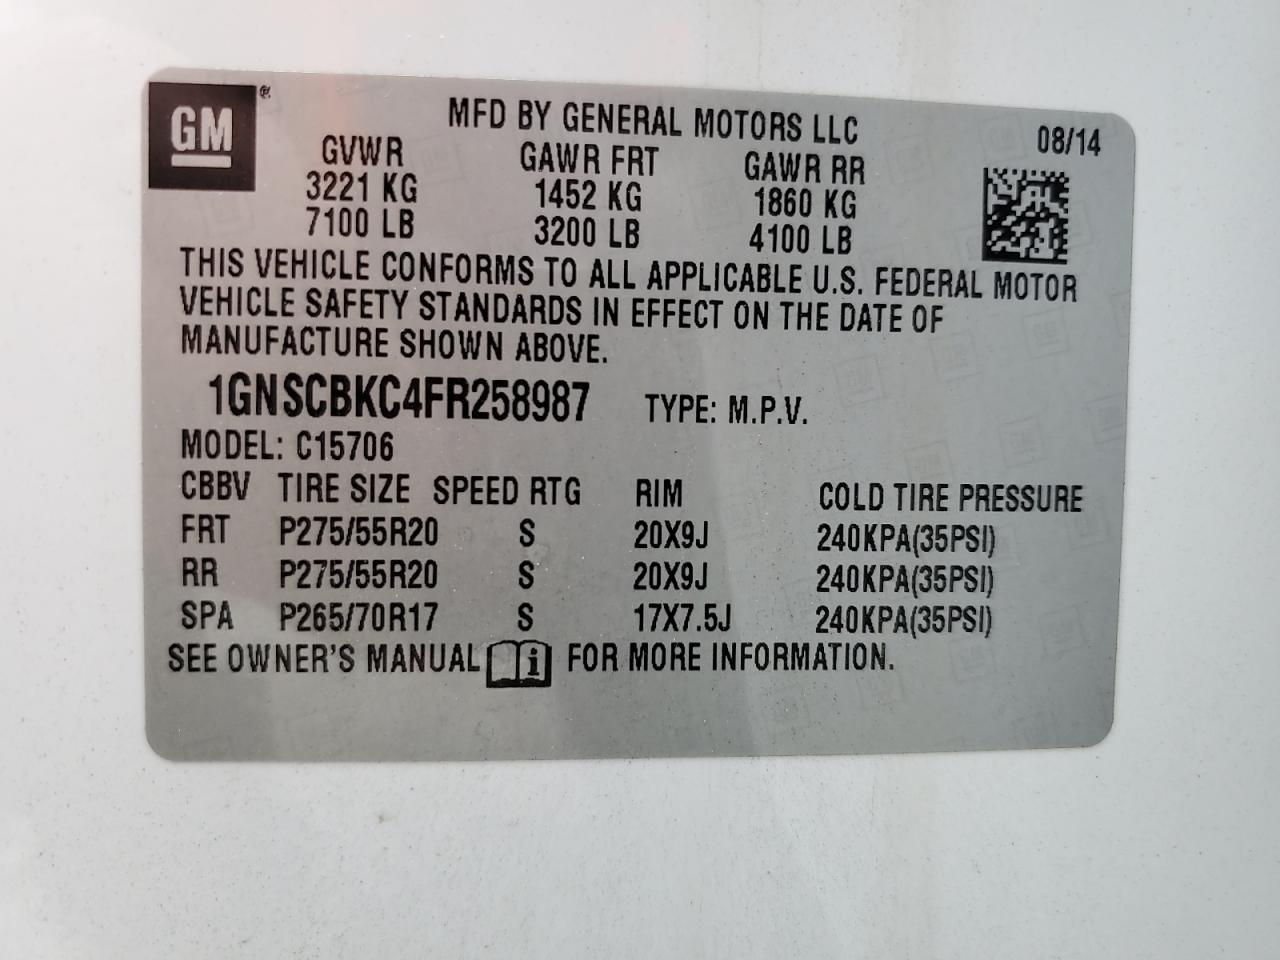 GM ®
MFD BY GENERAL MOTORS LLC
08/14
GVWR GAWR FRT GAWR RR
3221 KG 1452 KG 1860 KG
7100 LB 3200 LB 4100 LB
THIS VEHICLE CONFORMS TO ALL APPLICABLE U.S. FEDERAL MOTOR
VEHICLE SAFETY STANDARDS IN EFFECT ON THE DATE OF
MANUFACTURE SHOWN ABOVE.
1GNSCBKC4FR258987 TYPE: M.P.V.
MODEL: C15706
CBBV TIRE SIZE SPEED RTG RIM COLD TIRE PRESSURE
FRT P275/55R20 S 20X9J 240KPA(35PSI)
RR P275/55R20 S 20X9J 240KPA(35PSI)
SPA P265/70R17 S 17X7.5J 240KPA(35PSI)
SEE OWNER'S MANUAL i FOR MORE INFORMATION.